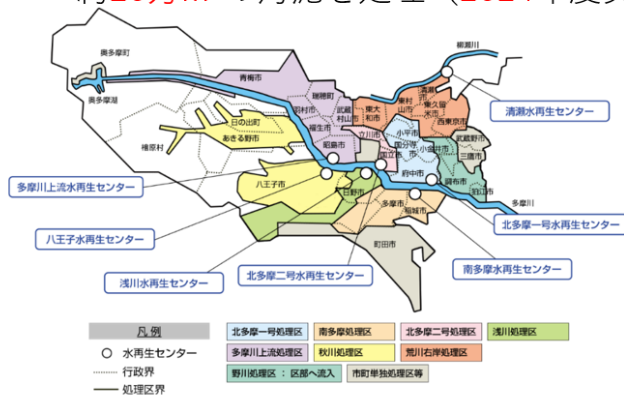 奥多摩町
奥多摩湖
檜原村
青梅市
瑞穂町
羽村市
武蔵村山市
福生市
日の出町
あきる野市
昭島市
八王子市
日野市
立川市
国立市
東大和市
東村山市
清瀬市
東久留米市
西東京市
小平市
国分寺市
小金井市
武蔵野市
三鷹市
府中市
調布市
狛江市
多摩市
稲城市
町田市
柳瀬川
多摩川
清瀬水再生センター
多摩川上流水再生センター
八王子水再生センター
浅川水再生センター
北多摩二号水再生センター
南多摩水再生センター
北多摩一号水再生センター
凡例
水再生センター
行政界
処理区界
北多摩一号処理区
南多摩処理区
北多摩二号処理区
浅川処理区
多摩川上流処理区
秋川処理区
荒川右岸処理区
野川処理区 : 区部へ流入
市町単独処理区等